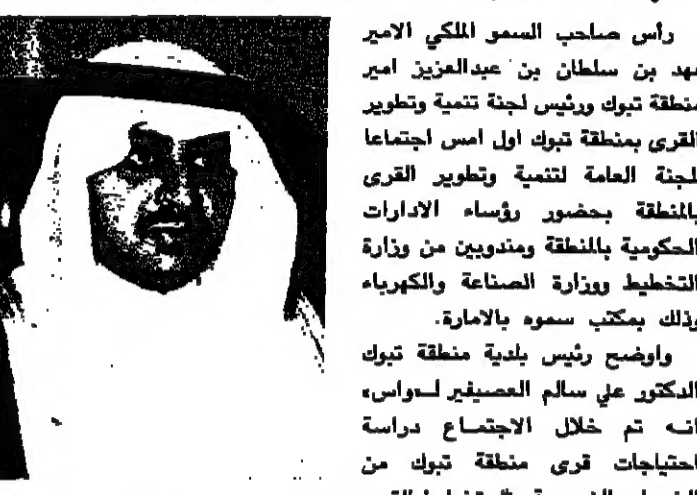 رأس صاحب السمو الملكي الامير
فهد بن سلطان بن عبدالعزيز امير
منطقة تبوك ورئيس لجنة تنمية وتطوير
القرى بمنطقة تبوك اول امس اجتماعا
للجنة العامة لتنمية وتطوير القرى
بالمنطقة بحضور رؤساء الادارات
الحكومية بالمنطقة ومندوبين من وزارة
التخطيط ووزارة الصناعة والكهرباء
وذلك بمكتب سموه بالامارة.
واوضح رئيس بلدية منطقة تبوك
الدكتور علي سالم العصيفير لـ«واس»
انه تم خلال الاجتماع دراسة
احتياجات قرى منطقة تبوك من